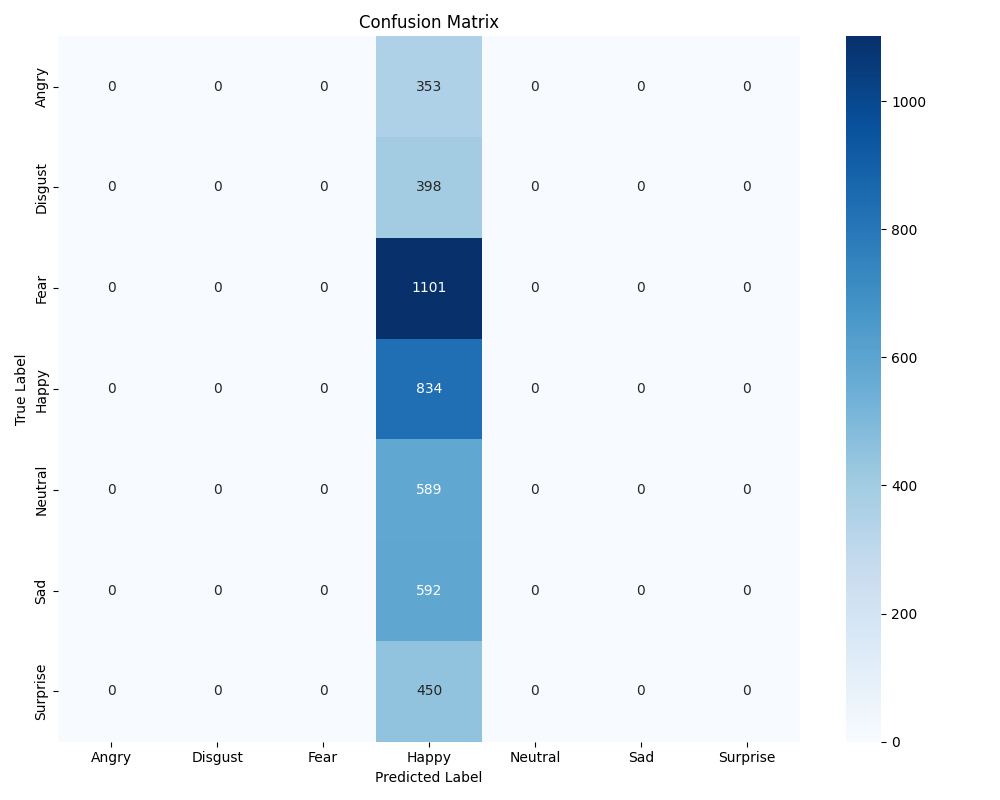 Confusion Matrix
True Label
Angry 0 0 0 353 0 0 0
Disgust 0 0 0 398 0 0 0
Fear 0 0 0 1101 0 0 0
Happy 0 0 0 834 0 0 0
Neutral 0 0 0 589 0 0 0
Sad 0 0 0 592 0 0 0
Surprise 0 0 0 450 0 0 0
Angry Disgust Fear Happy Neutral Sad Surprise
Predicted Label
1000
800
600
400
200
0